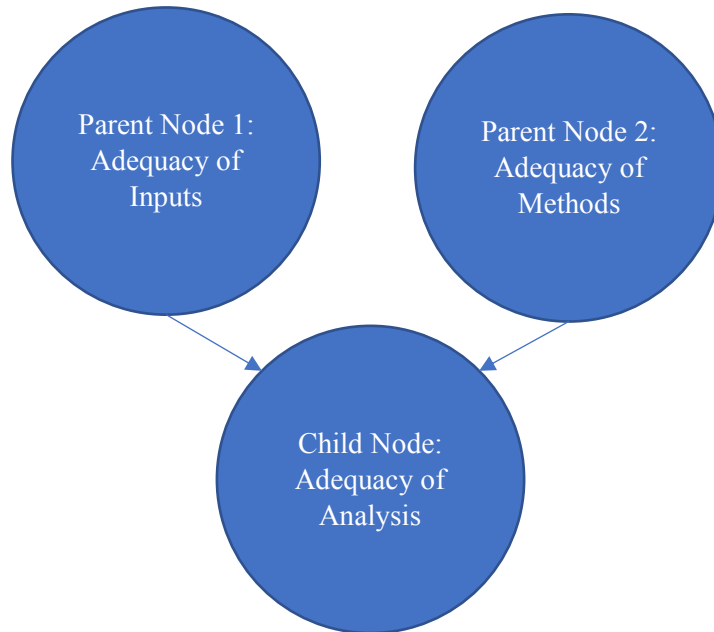 Parent Node 1:
Adequacy of
Inputs
Parent Node 2:
Adequacy of
Methods
Child Node:
Adequacy of
Analysis